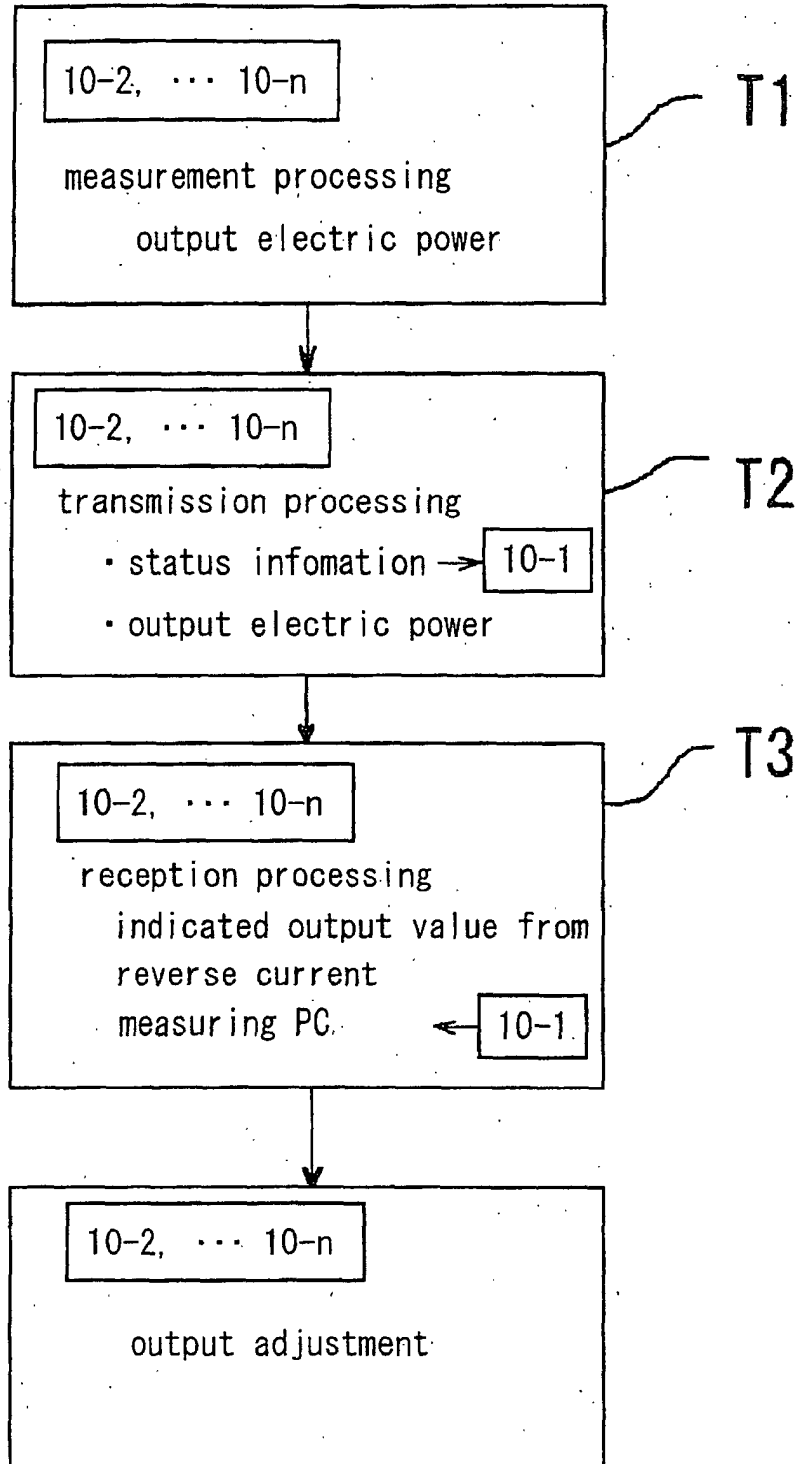 10-2, ··· 10-n
T1
measurement processing
output electric power
10-2, ··· 10-n
T2
transmission processing
・status infomation → 10-1
・output electric power
10-2, ··· 10-n
T3
reception processing
indicated output value from
reverse current
measuring PC ← 10-1
10-2, ··· 10-n
output adjustment